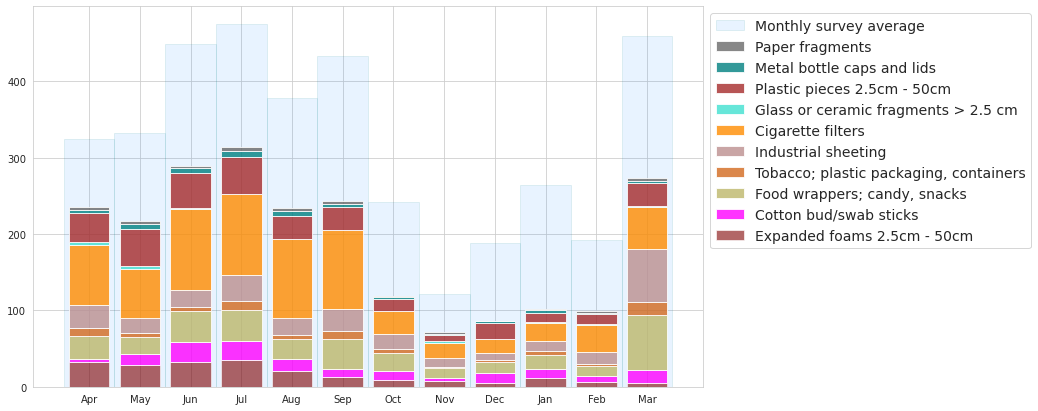 400
300
200
100
0
Apr May Jun Jul Aug Sep Oct Nov Dec Jan Feb Mar
Monthly survey average
Paper fragments
Metal bottle caps and lids
Plastic pieces 2.5cm - 50cm
Glass or ceramic fragments > 2.5 cm
Cigarette filters
Industrial sheeting
Tobacco; plastic packaging, containers
Food wrappers; candy, snacks
Cotton bud/swab sticks
Expanded foams 2.5cm - 50cm